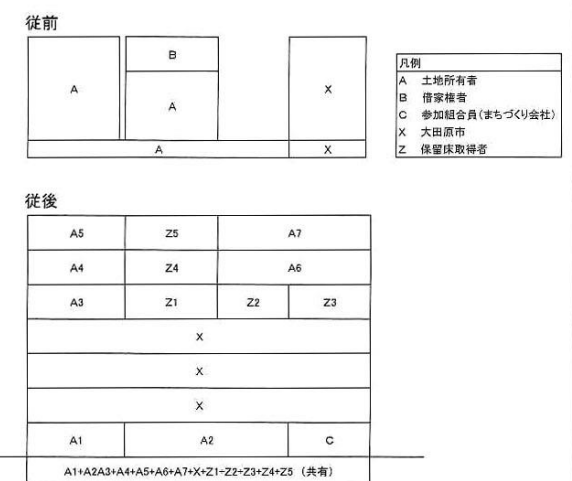 従前
A
B
A
X
A
X
凡例
A 土地所有者
B 借家権者
C 参加組合員(まちづくり会社)
X 大田原市
Z 保留床取得者
従後
A5 Z5 A7
A4 Z4 A6
A3 Z1 Z2 Z3
X
X
X
A1 A2 C
A1+A2A3+A4+A5+A6+A7+X+Z1+Z2+Z3+Z4+Z5 (共有)